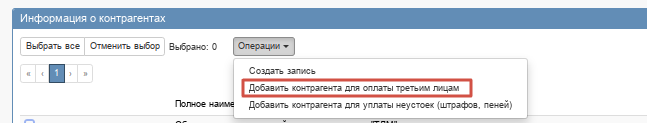 Информация о контрагентах
Выбрать все Отменить выбор Выбрано: 0 Операции
« ‹ 1 › »
Создать запись
Добавить контрагента для оплаты третьим лицам
Добавить контрагента для уплаты неустоек (штрафов, пеней)
Полное наиме